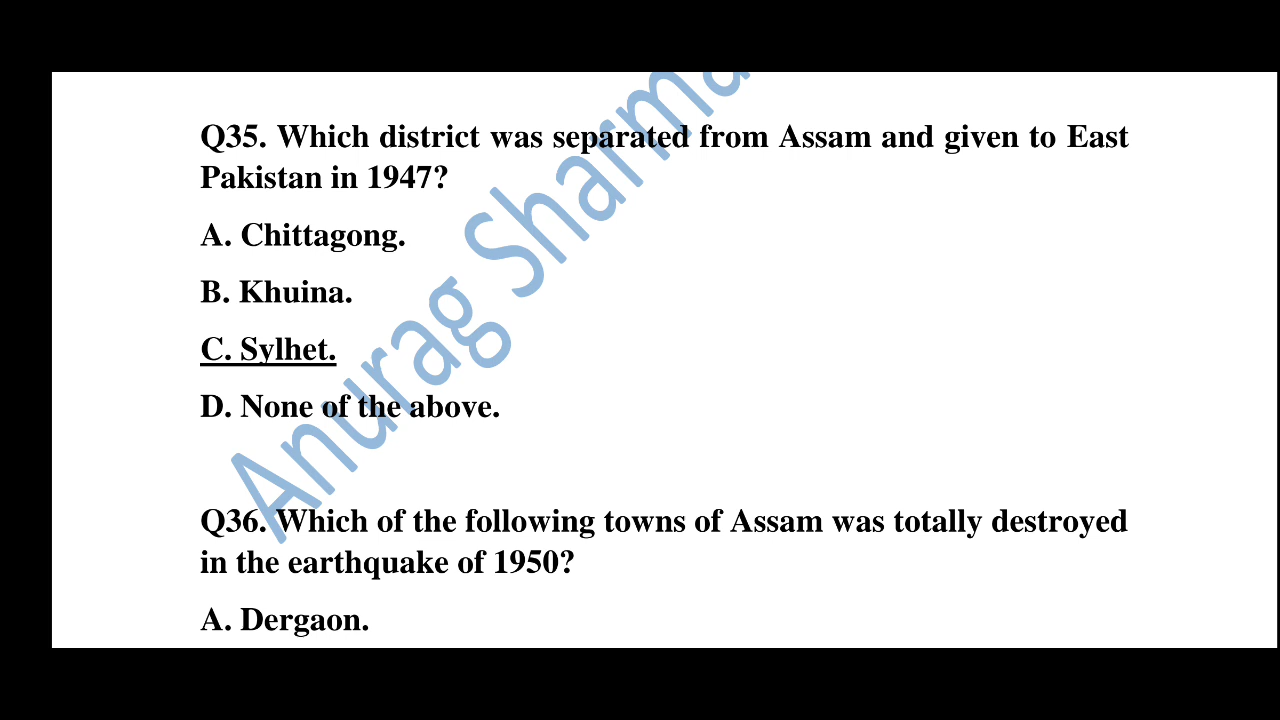 Q35. Which district was separated from Assam and given to East
Pakistan in 1947?
A. Chittagong.
B. Khuina.
C. Sylhet.
D. None of the above.
Anurag Sharma
Q36. Which of the following towns of Assam was totally destroyed
in the earthquake of 1950?
A. Dergaon.